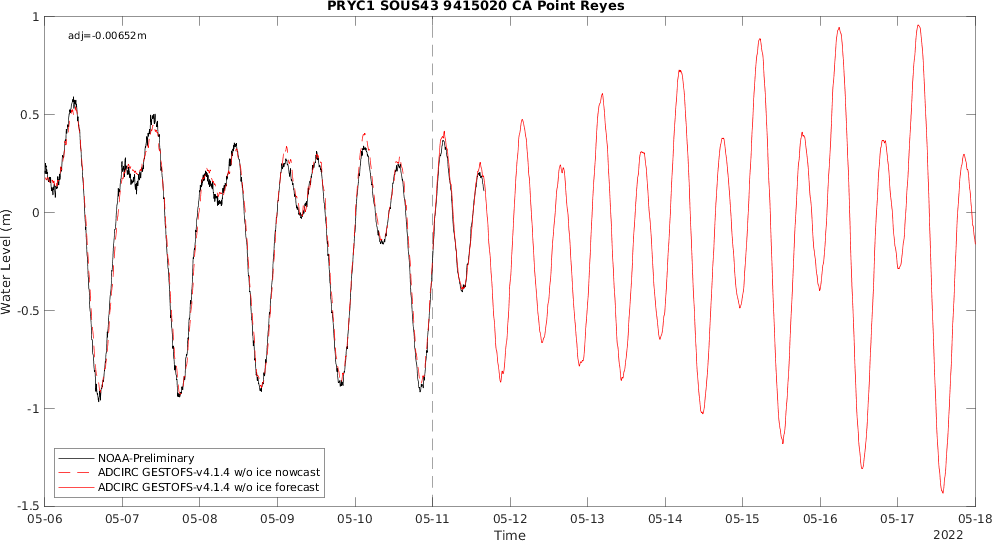 PRYC1 SOUS43 9415020 CA Point Reyes
adj=-0.00652m
1
0.5
0
-0.5
-1
-1.5
Water Level (m)
NOAA-Preliminary
ADCIRC GESTOFS-v4.1.4 w/o ice nowcast
ADCIRC GESTOFS-v4.1.4 w/o ice forecast
05-06 05-07 05-08 05-09 05-10 05-11 05-12 05-13 05-14 05-15 05-16 05-17 05-18
Time
2022